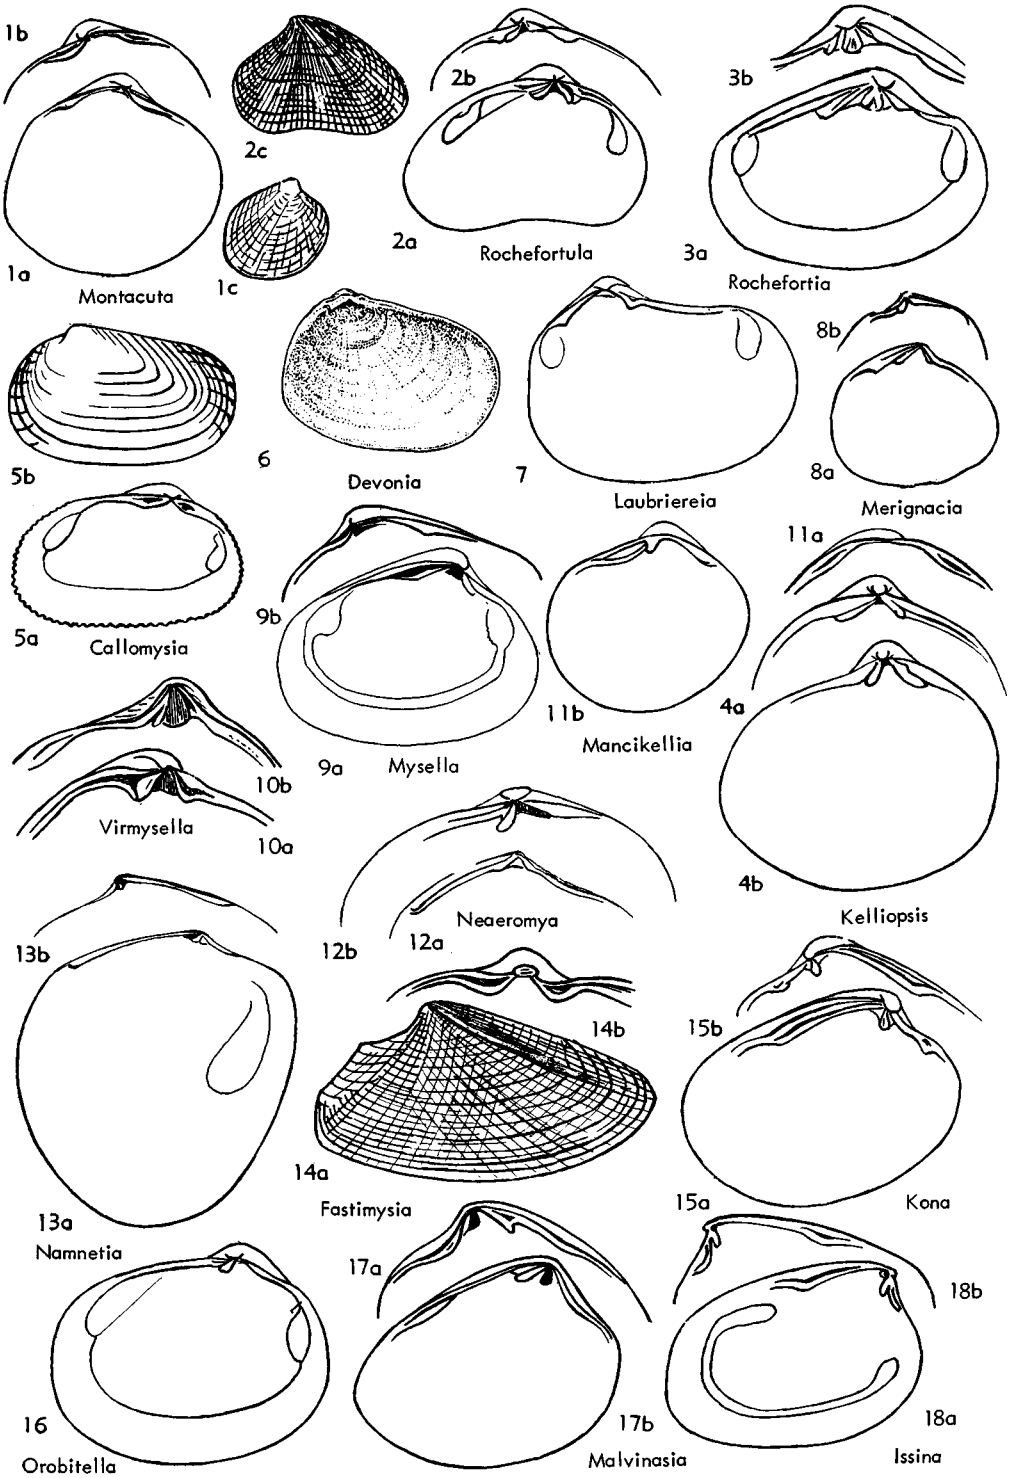 1b
2c
2b
3b
1a
Montacuta
1c
2a
Rochefortula
3a
Rochefortia
5b
6
Devonia
7
Laubriereia
8b
8a
Merignacia
5a
Callomysia
9b
9a
Mysella
11b
Mancikellia
11a
4a
4b
Kelliopsis
10b
Virmysella
10a
12b
12a
Neaeromya
13b
13a
Namnetia
14b
14a
Fastimysia
15b
15a
Kona
16
Orobitella
17a
17b
Malvinasia
18b
18a
Issina